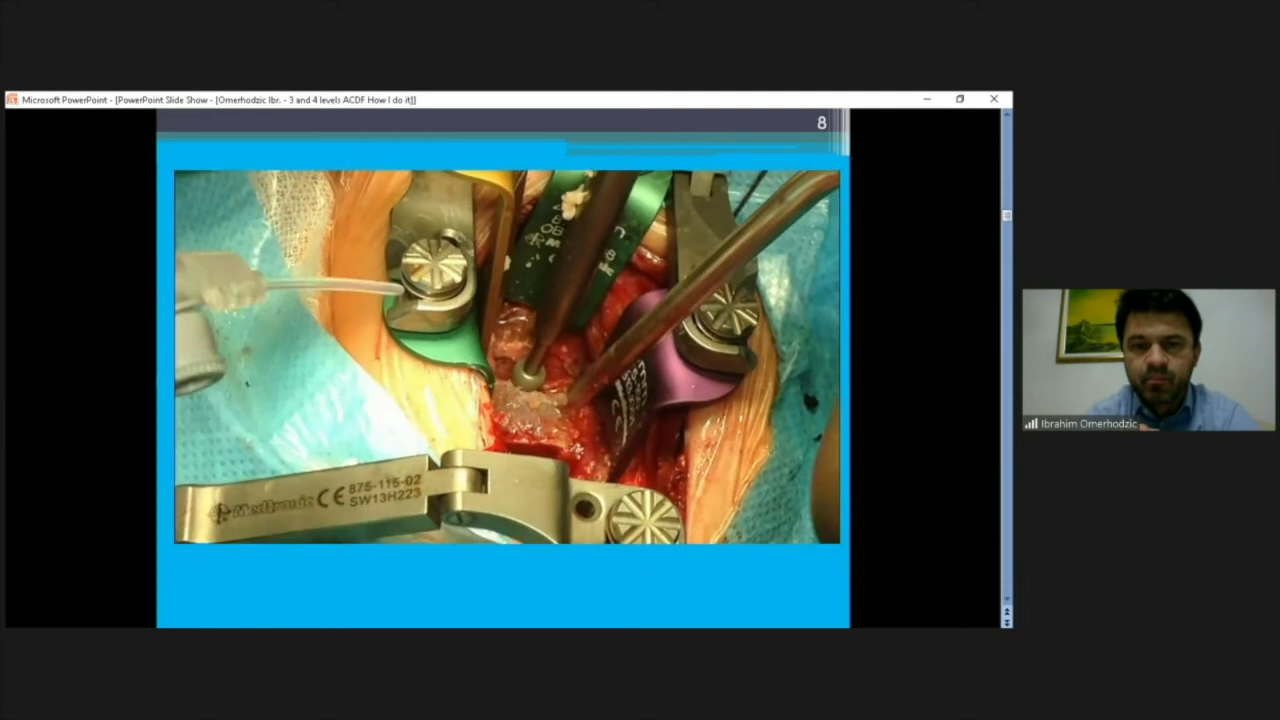 Microsoft PowerPoint - [PowerPoint Slide Show - [Omerhodzic Ibr. - 3 and 4 levels ACDF How I do it]]
8
Medtronic CE 875-115-02
SW13H223
Ibrahim Omerhodzic